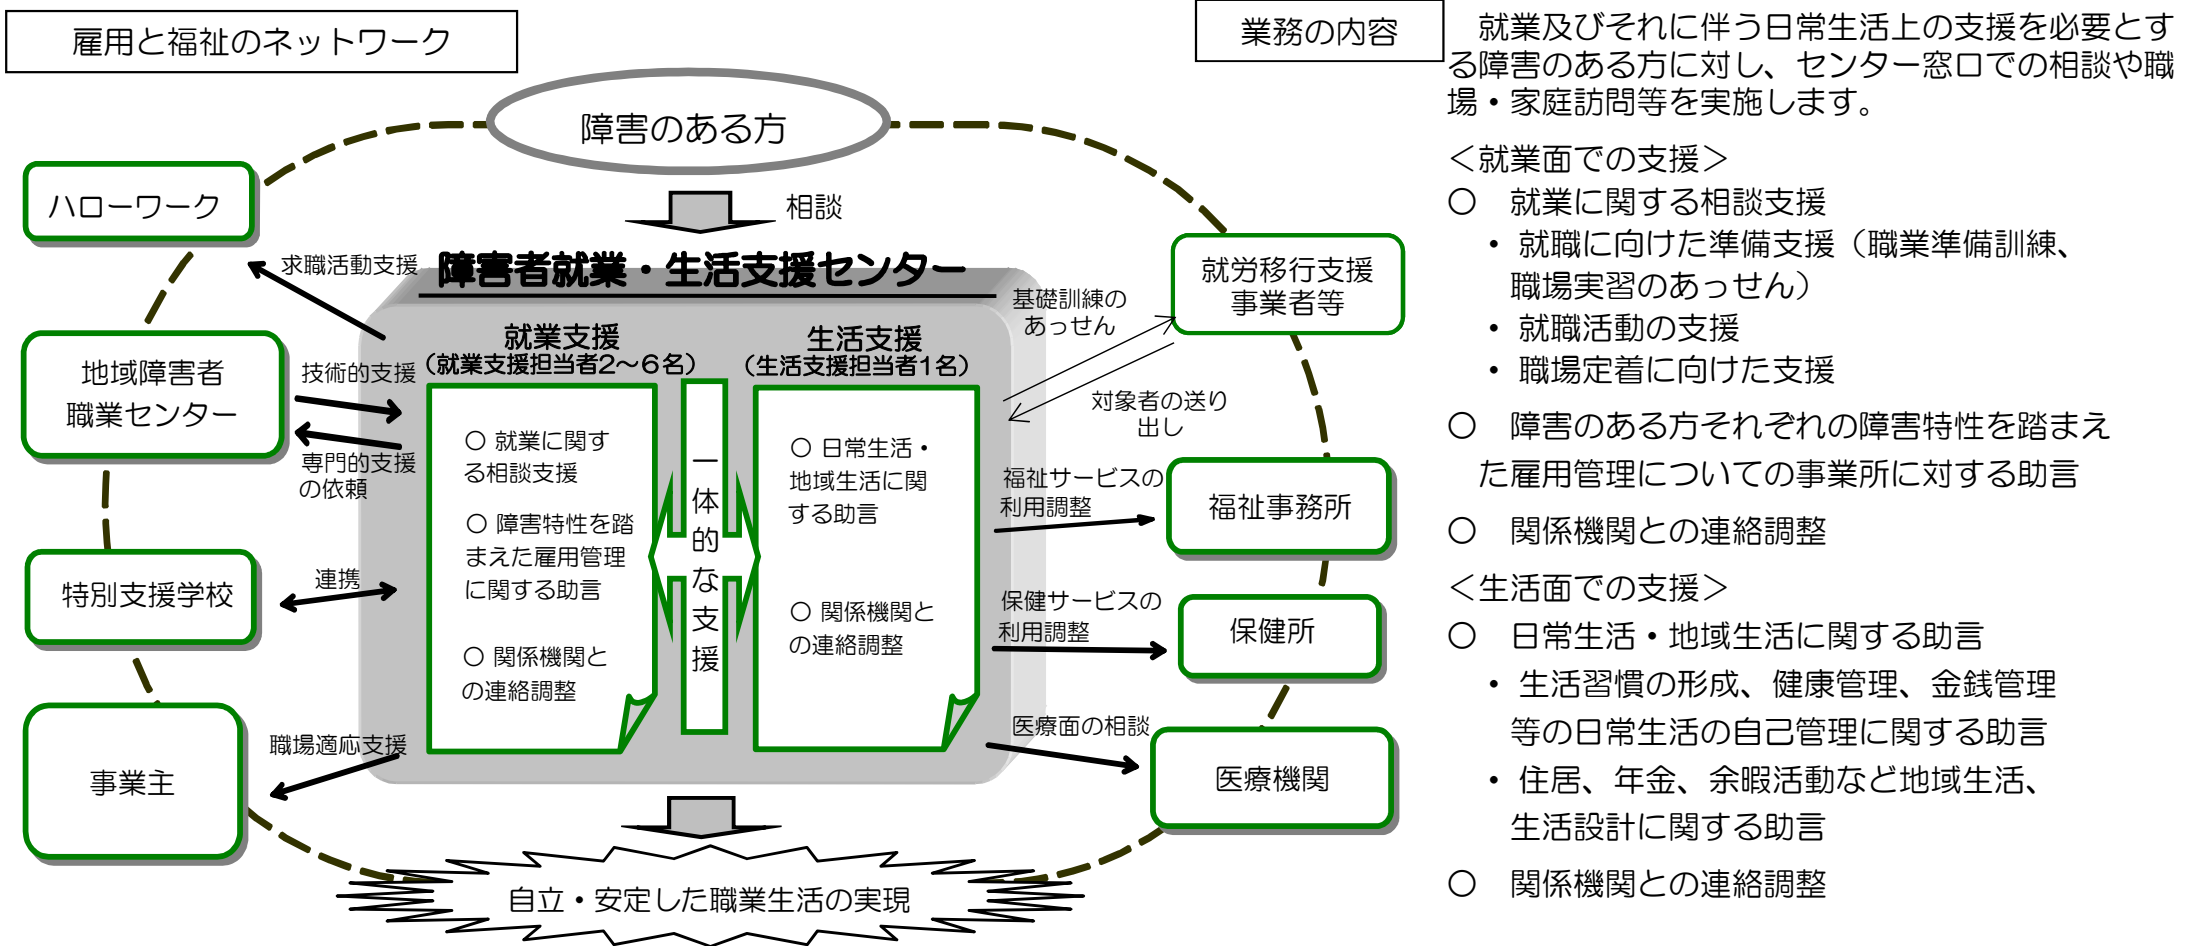 雇用と福祉のネットワーク
障害のある方
相談
ハローワーク
求職活動支援
地域障害者
職業センター
技術的支援
専門的支援
の依頼
特別支援学校
連携
事業主
職場適応支援
障害者就業・生活支援センター
就業支援
（就業支援担当者2～6名）
〇 就業に関す
る相談支援
〇 障害特性を踏
まえた雇用管理
に関する助言
〇 関係機関と
の連絡調整
一体的な支援
生活支援
（生活支援担当者1名）
〇 日常生活・
地域生活に関
する助言
〇 関係機関と
の連絡調整
基礎訓練の
あっせん
対象者の送り
出し
就労移行支援
事業者等
福祉サービスの
利用調整
福祉事務所
保健サービスの
利用調整
保健所
医療面の相談
医療機関
自立・安定した職業生活の実現
業務の内容
就業及びそれに伴う日常生活上の支援を必要とす
る障害のある方に対し、センター窓口での相談や職
場・家庭訪問等を実施します。
＜就業面での支援＞
〇 就業に関する相談支援
・ 就職に向けた準備支援（職業準備訓練、
職場実習のあっせん）
・ 就職活動の支援
・ 職場定着に向けた支援
〇 障害のある方それぞれの障害特性を踏まえ
た雇用管理についての事業所に対する助言
〇 関係機関との連絡調整
＜生活面での支援＞
〇 日常生活・地域生活に関する助言
・ 生活習慣の形成、健康管理、金銭管理
等の日常生活の自己管理に関する助言
・ 住居、年金、余暇活動など地域生活、
生活設計に関する助言
〇 関係機関との連絡調整